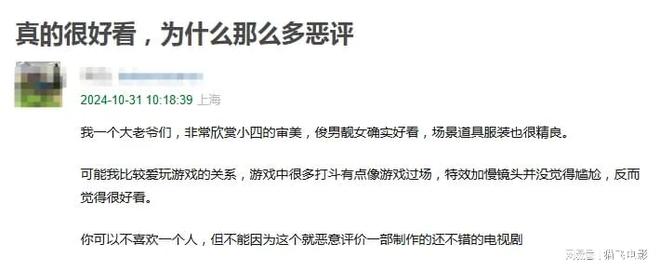 真的很好看，为什么那么多恶评
2024-10-31 10:18:39 上海
我一个大老爷们，非常欣赏小四的审美，俊男靓女确实好看，场景道具服装也很精良。
可能我比较爱玩游戏的关系，游戏中很多打斗有点像游戏过场，特效加慢镜头并没觉得尴尬，反而
觉得很好看。
你可以不喜欢一个人，但不能因为这个就恶意评价一部制作的还不错的电视剧
搜狐号@猫飞电影